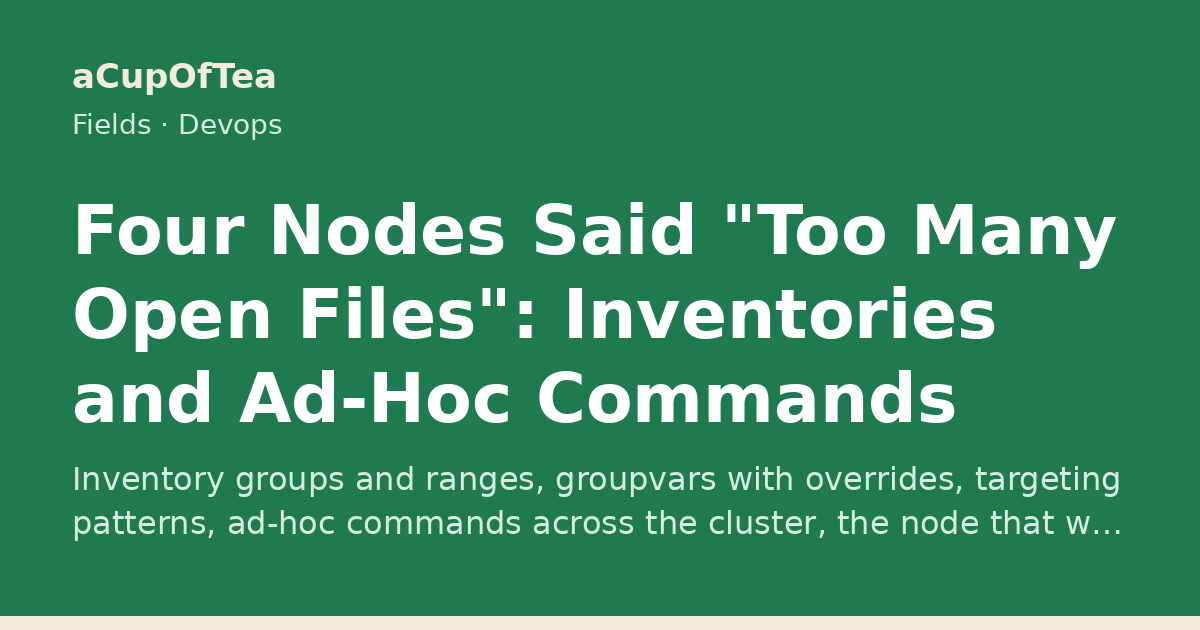 aCupOfTea
Fields · Devops
Four Nodes Said "Too Many
Open Files": Inventories
and Ad-Hoc Commands
Inventory groups and ranges, groupvars with overrides, targeting
patterns, ad-hoc commands across the cluster, the node that w…